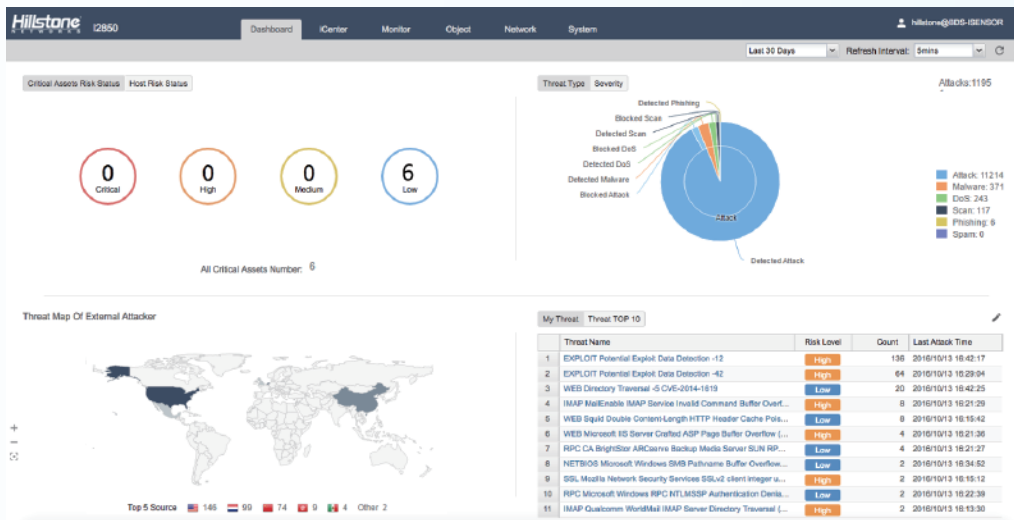 Hillstone
NETWORKS
I2850
Dashboard
iCenter
Monitor
Object
Network
System
hillstone@SDS-ISENSOR
Last 30 Days
Refresh Interval:
5mins
Critical Assets Risk Status
Host Risk Status
0
Critical
0
High
0
Medium
6
Low
All Critical Assets Number: 6
Threat Type
Severity
Attacks:1195
Detected Phishing
Blocked Scan
Detected Scan
Blocked DoS
Detected DoS
Detected Malware
Blocked Attack
Attack
Detected Attack
Attack: 11214
Malware: 371
DoS: 243
Scan: 117
Phishing: 6
Spam: 0
Threat Map Of External Attacker
+
−
Top 5 Source 146 99 74 9 4 Other 2
My Threat
Threat TOP 10
Threat Name Risk Level Count Last Attack Time
1 EXPLOIT Potential Exploit Data Detection -12 High 136 2016/10/13 16:42:17
2 EXPLOIT Potential Exploit Data Detection -42 High 64 2016/10/13 16:29:04
3 WEB Directory Traversal -5 CVE-2014-1619 Low 20 2016/10/13 16:42:25
4 IMAP MailEnable IMAP Service Invalid Command Buffer Overf... High 8 2016/10/13 16:21:29
5 WEB Squid Double Content-Length HTTP Header Cache Pois... Low 8 2016/10/13 16:15:42
6 WEB Microsoft IIS Server Crafted ASP Page Buffer Overflow (... High 4 2016/10/13 16:21:36
7 RPC CA BrightStor ARCserve Backup Media Server SUN RP... Low 4 2016/10/13 16:21:27
8 NETBIOS Microsoft Windows SMB Pathname Buffer Overflow... Low 2 2016/10/13 16:34:52
9 SSL Mozilla Network Security Services SSLv2 client integer u... High 2 2016/10/13 16:15:12
10 RPC Microsoft Windows RPC NTLMSSP Authentication Denia... Low 2 2016/10/13 16:22:39
11 IMAP Qualcomm WorldMail IMAP Server Directory Traversal (... High 2 2016/10/13 16:13:30